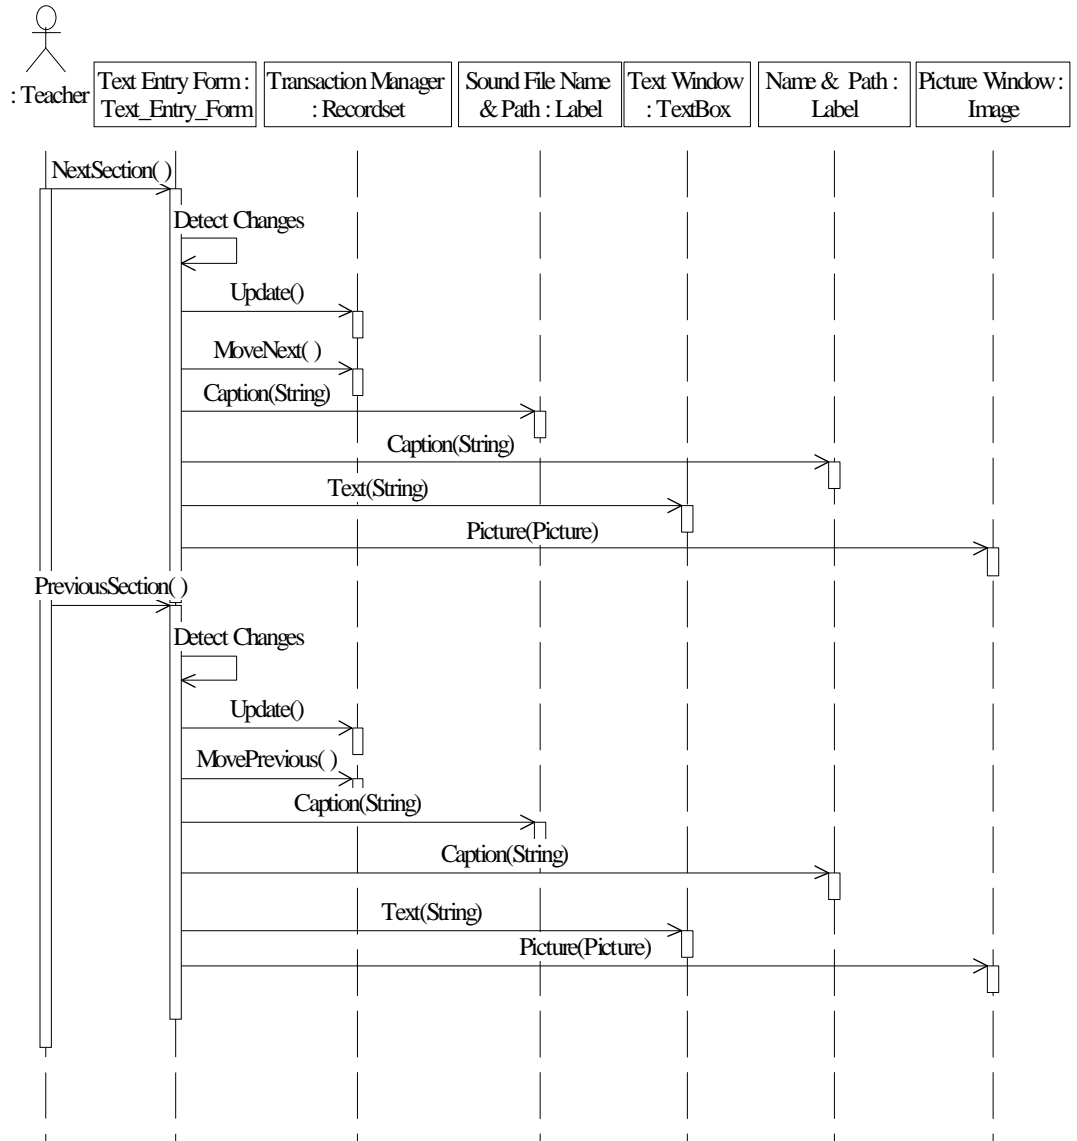 : Teacher
Text Entry Form :
Text_Entry_Form
Transaction Manager
: Recordset
Sound File Name
& Path : Label
Text Window
: TextBox
Name & Path :
Label
Picture Window :
Image
NextSection( )
Detect Changes
Update()
MoveNext( )
Caption(String)
Caption(String)
Text(String)
Picture(Picture)
PreviousSection( )
Detect Changes
Update()
MovePrevious( )
Caption(String)
Caption(String)
Text(String)
Picture(Picture)